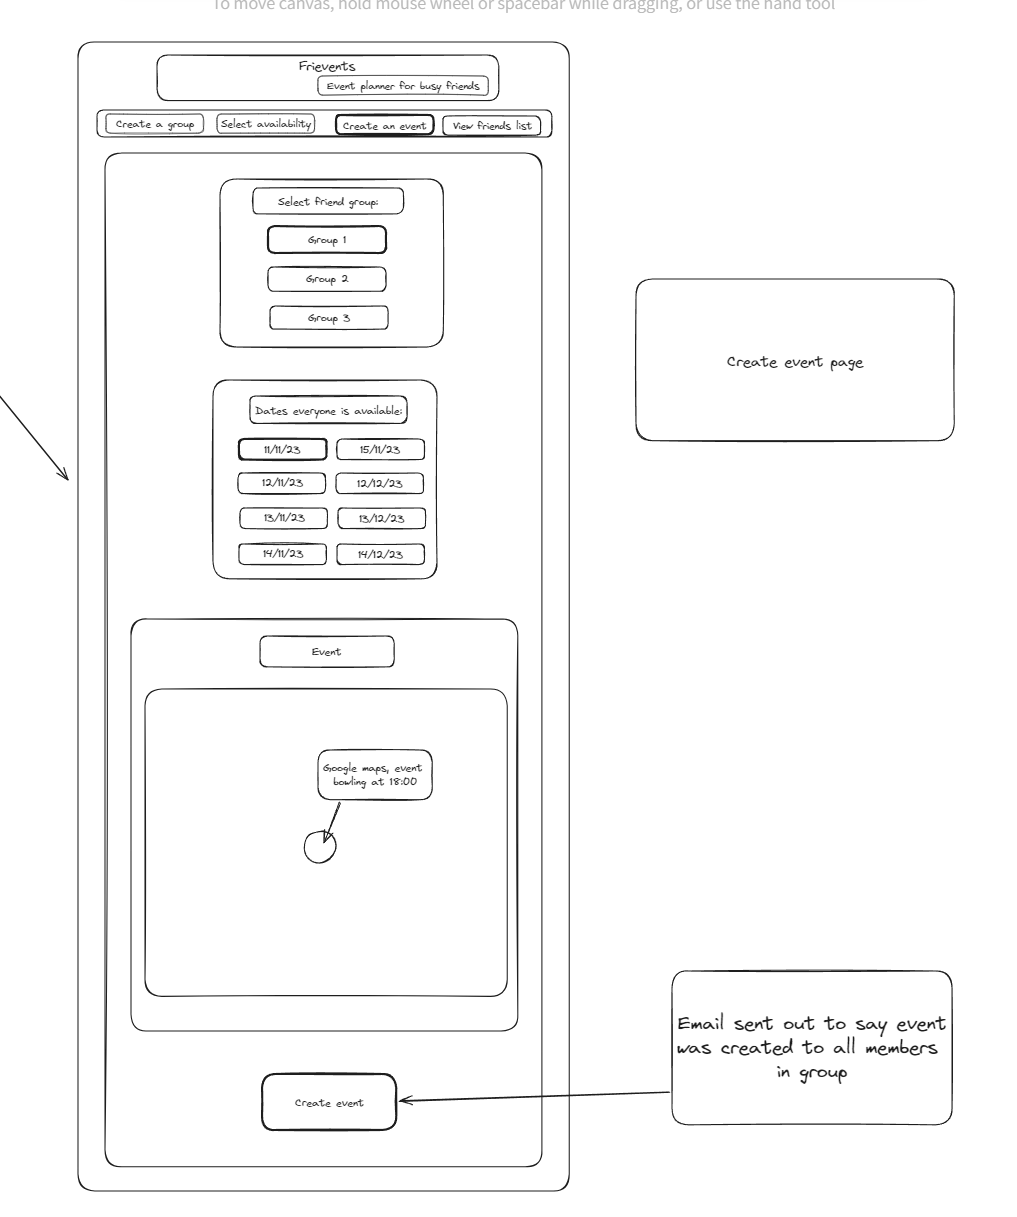 To move canvas, hold mouse wheel or spacebar while dragging, or use the hand tool
Frievents
Event planner for busy friends
Create a group
Select availability
Create an event
View friends list
Select friend group:
Group 1
Group 2
Group 3
Create event page
Dates everyone is available:
11/11/23
15/11/23
12/11/23
12/12/23
13/11/23
13/12/23
14/11/23
14/12/23
Event
Google maps, event
bowling at 18:00
Email sent out to say event
was created to all members
in group
Create event